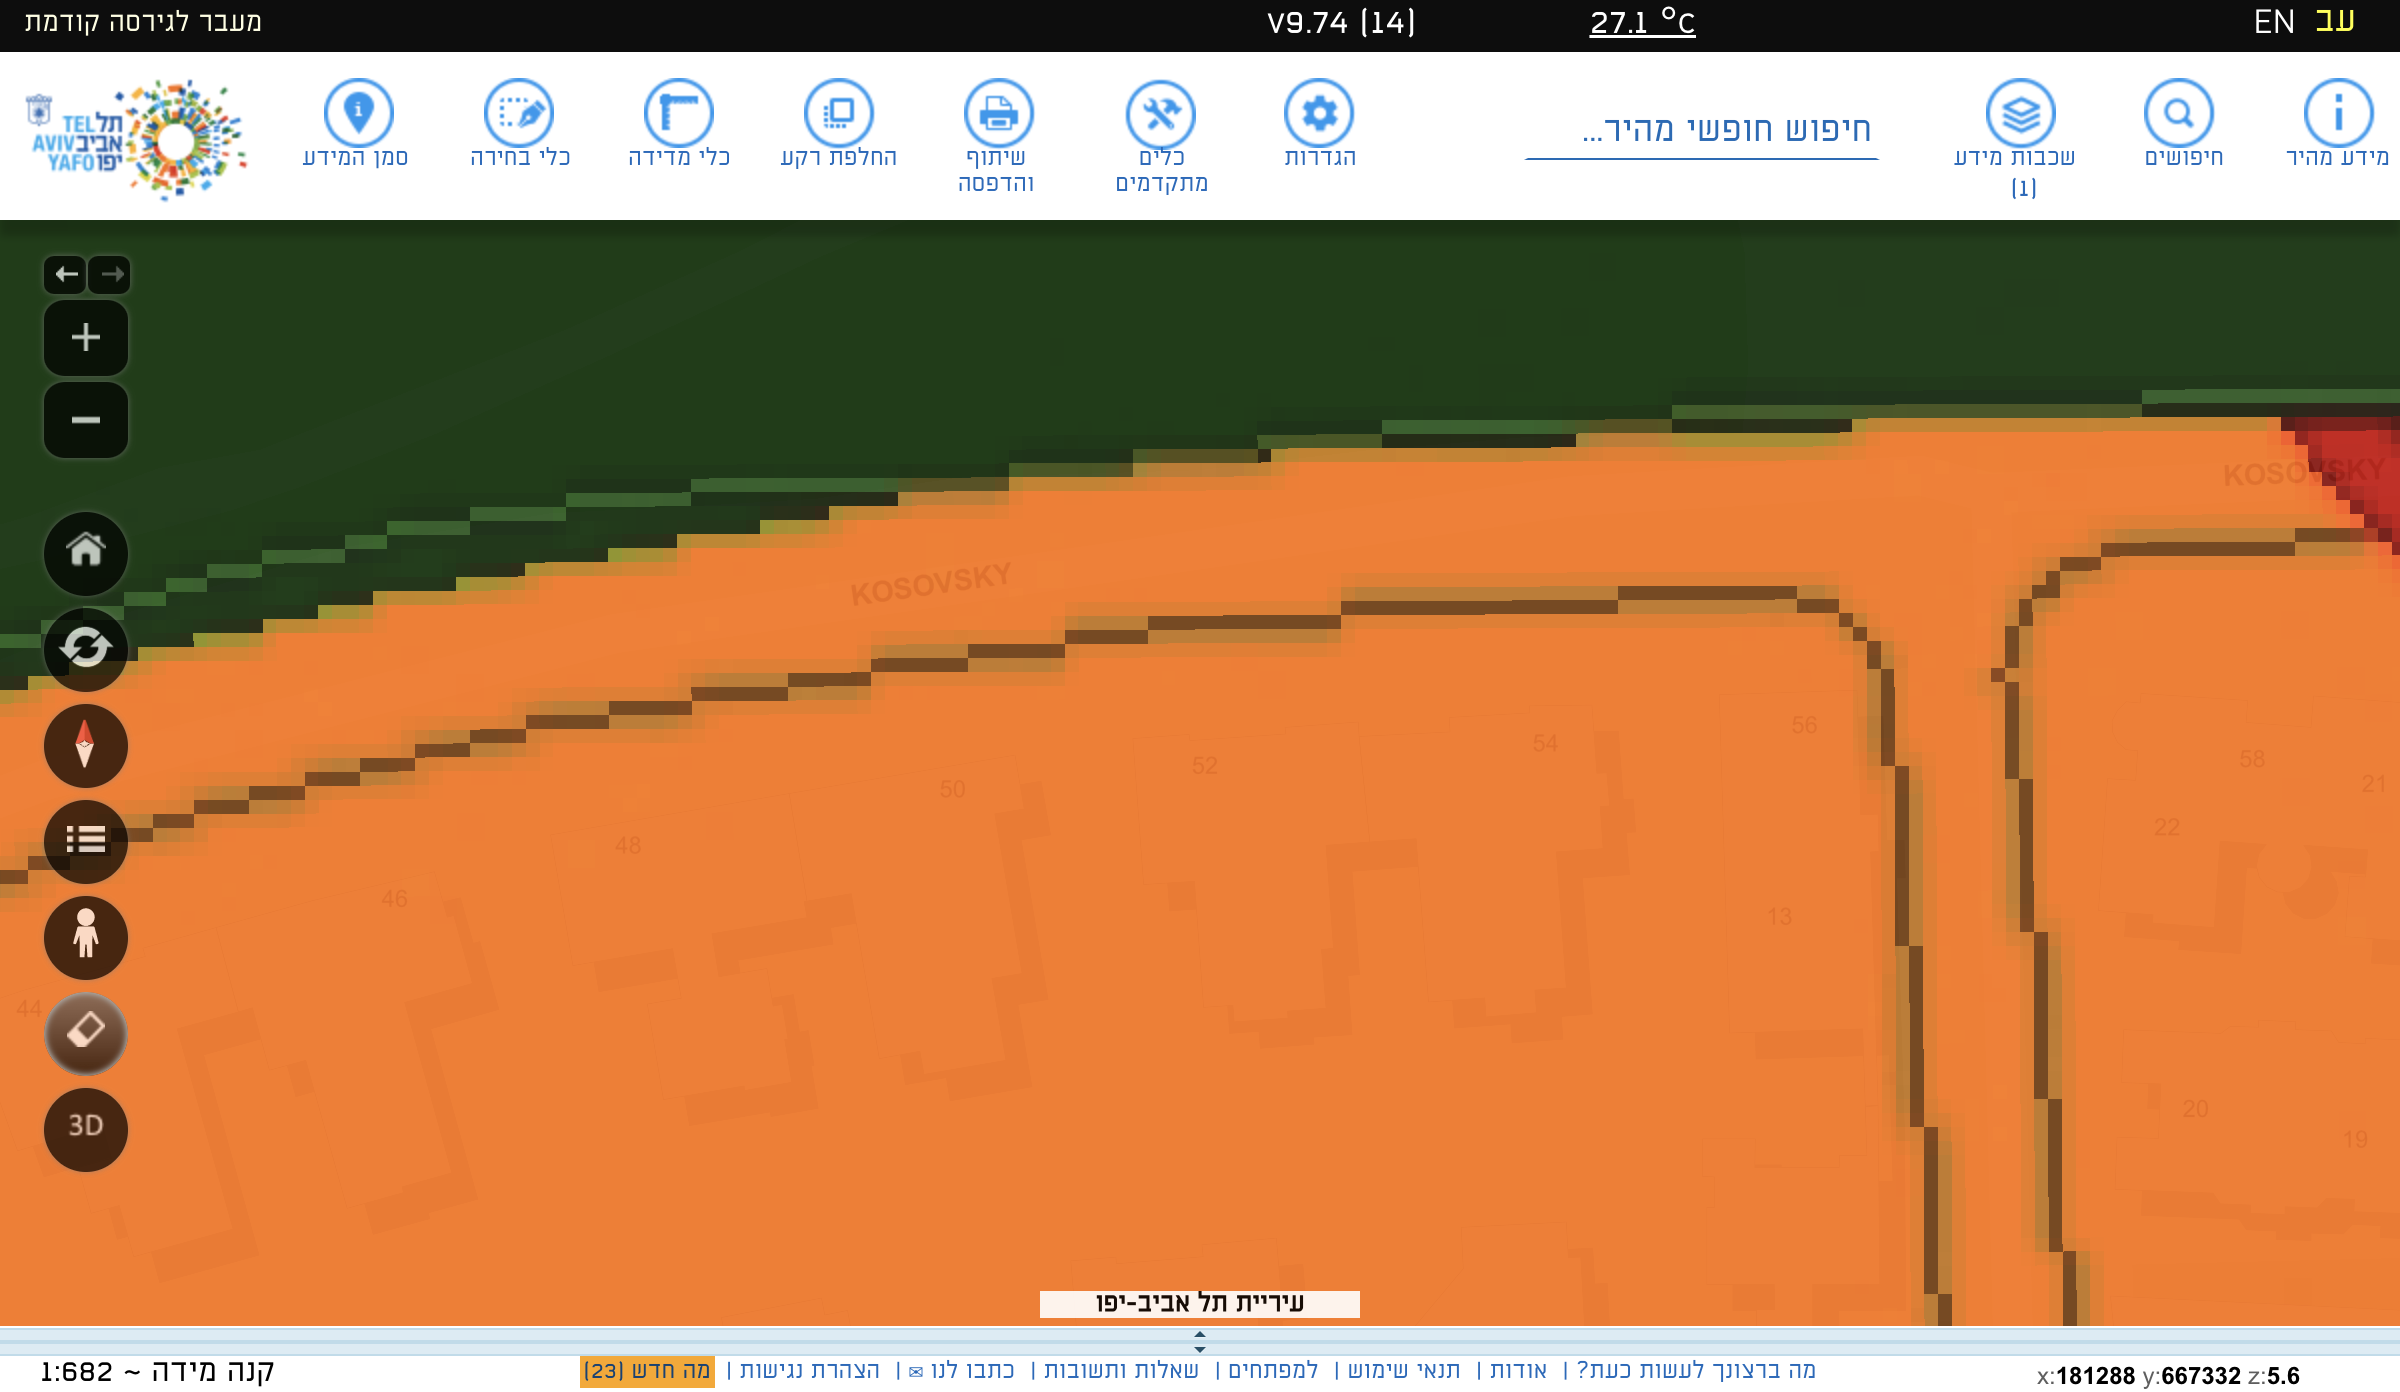 מעבר לגירסה קודמת
V9.74 (14)
27.1 °C
EN עב
תל TEL
אביב AVIV
יפו YAFO
סמן המידע
כלי בחירה
כלי מדידה
החלפת רקע
שיתוף והדפסה
כלים מתקדמים
הגדרות
חיפוש חופשי מהיר...
שכבות מידע (1)
חיפושים
מידע מהיר
KOSOVSKY
KOSOVSKY
56
54
58
52
21
50
22
48
46
13
44
20
19
3D
עיריית תל אביב-יפו
קנה מידה ~ 1:682
מה ברצונך לעשות כעת? | אודות | תנאי שימוש | למפתחים | שאלות ותשובות | כתבו לנו ✉ | הצהרת נגישות | מה חדש (23)
x:181288 y:667332 z:5.6